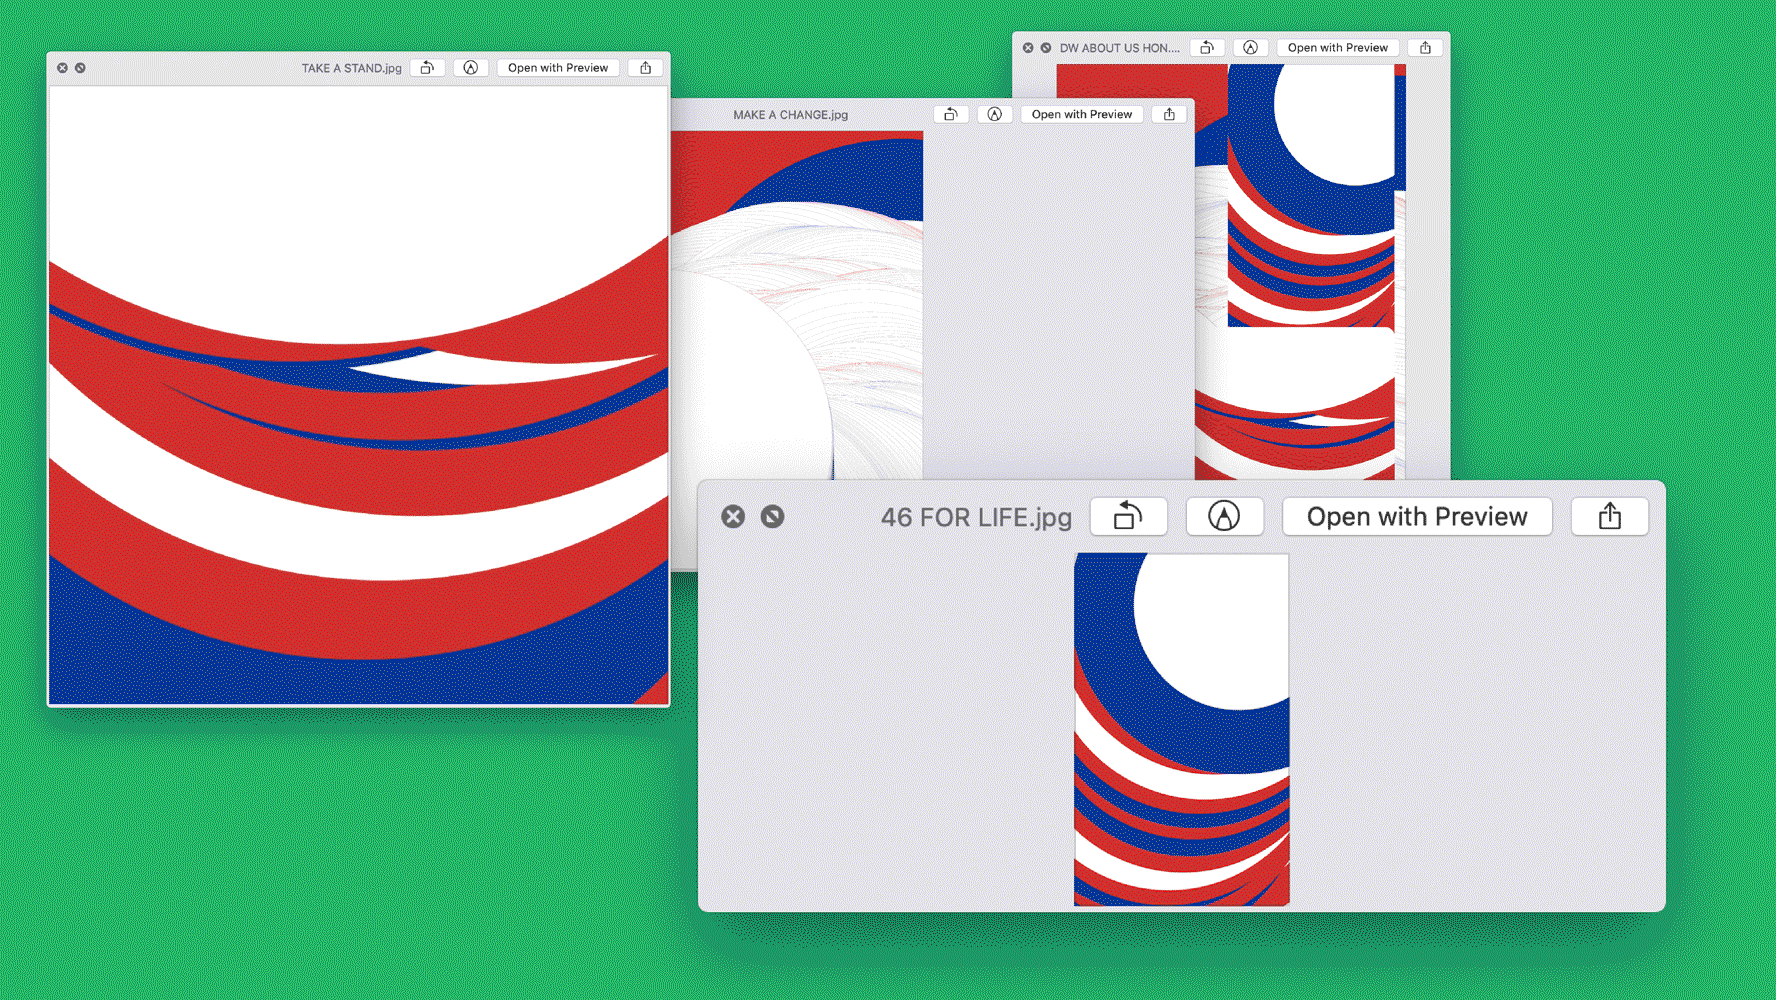 TAKE A STAND.jpg
Open with Preview
MAKE A CHANGE.jpg
Open with Preview
DW ABOUT US HON....
Open with Preview
46 FOR LIFE.jpg
Open with Preview